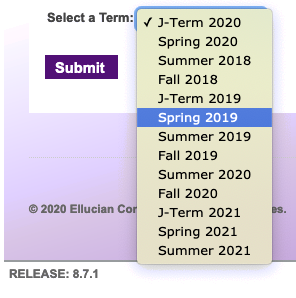 Select a Term:
✓ J-Term 2020
Spring 2020
Summer 2018
Fall 2018
J-Term 2019
Spring 2019
Summer 2019
Fall 2019
Summer 2020
Fall 2020
J-Term 2021
Spring 2021
Summer 2021
Submit
© 2020 Ellucian Co es.
RELEASE: 8.7.1